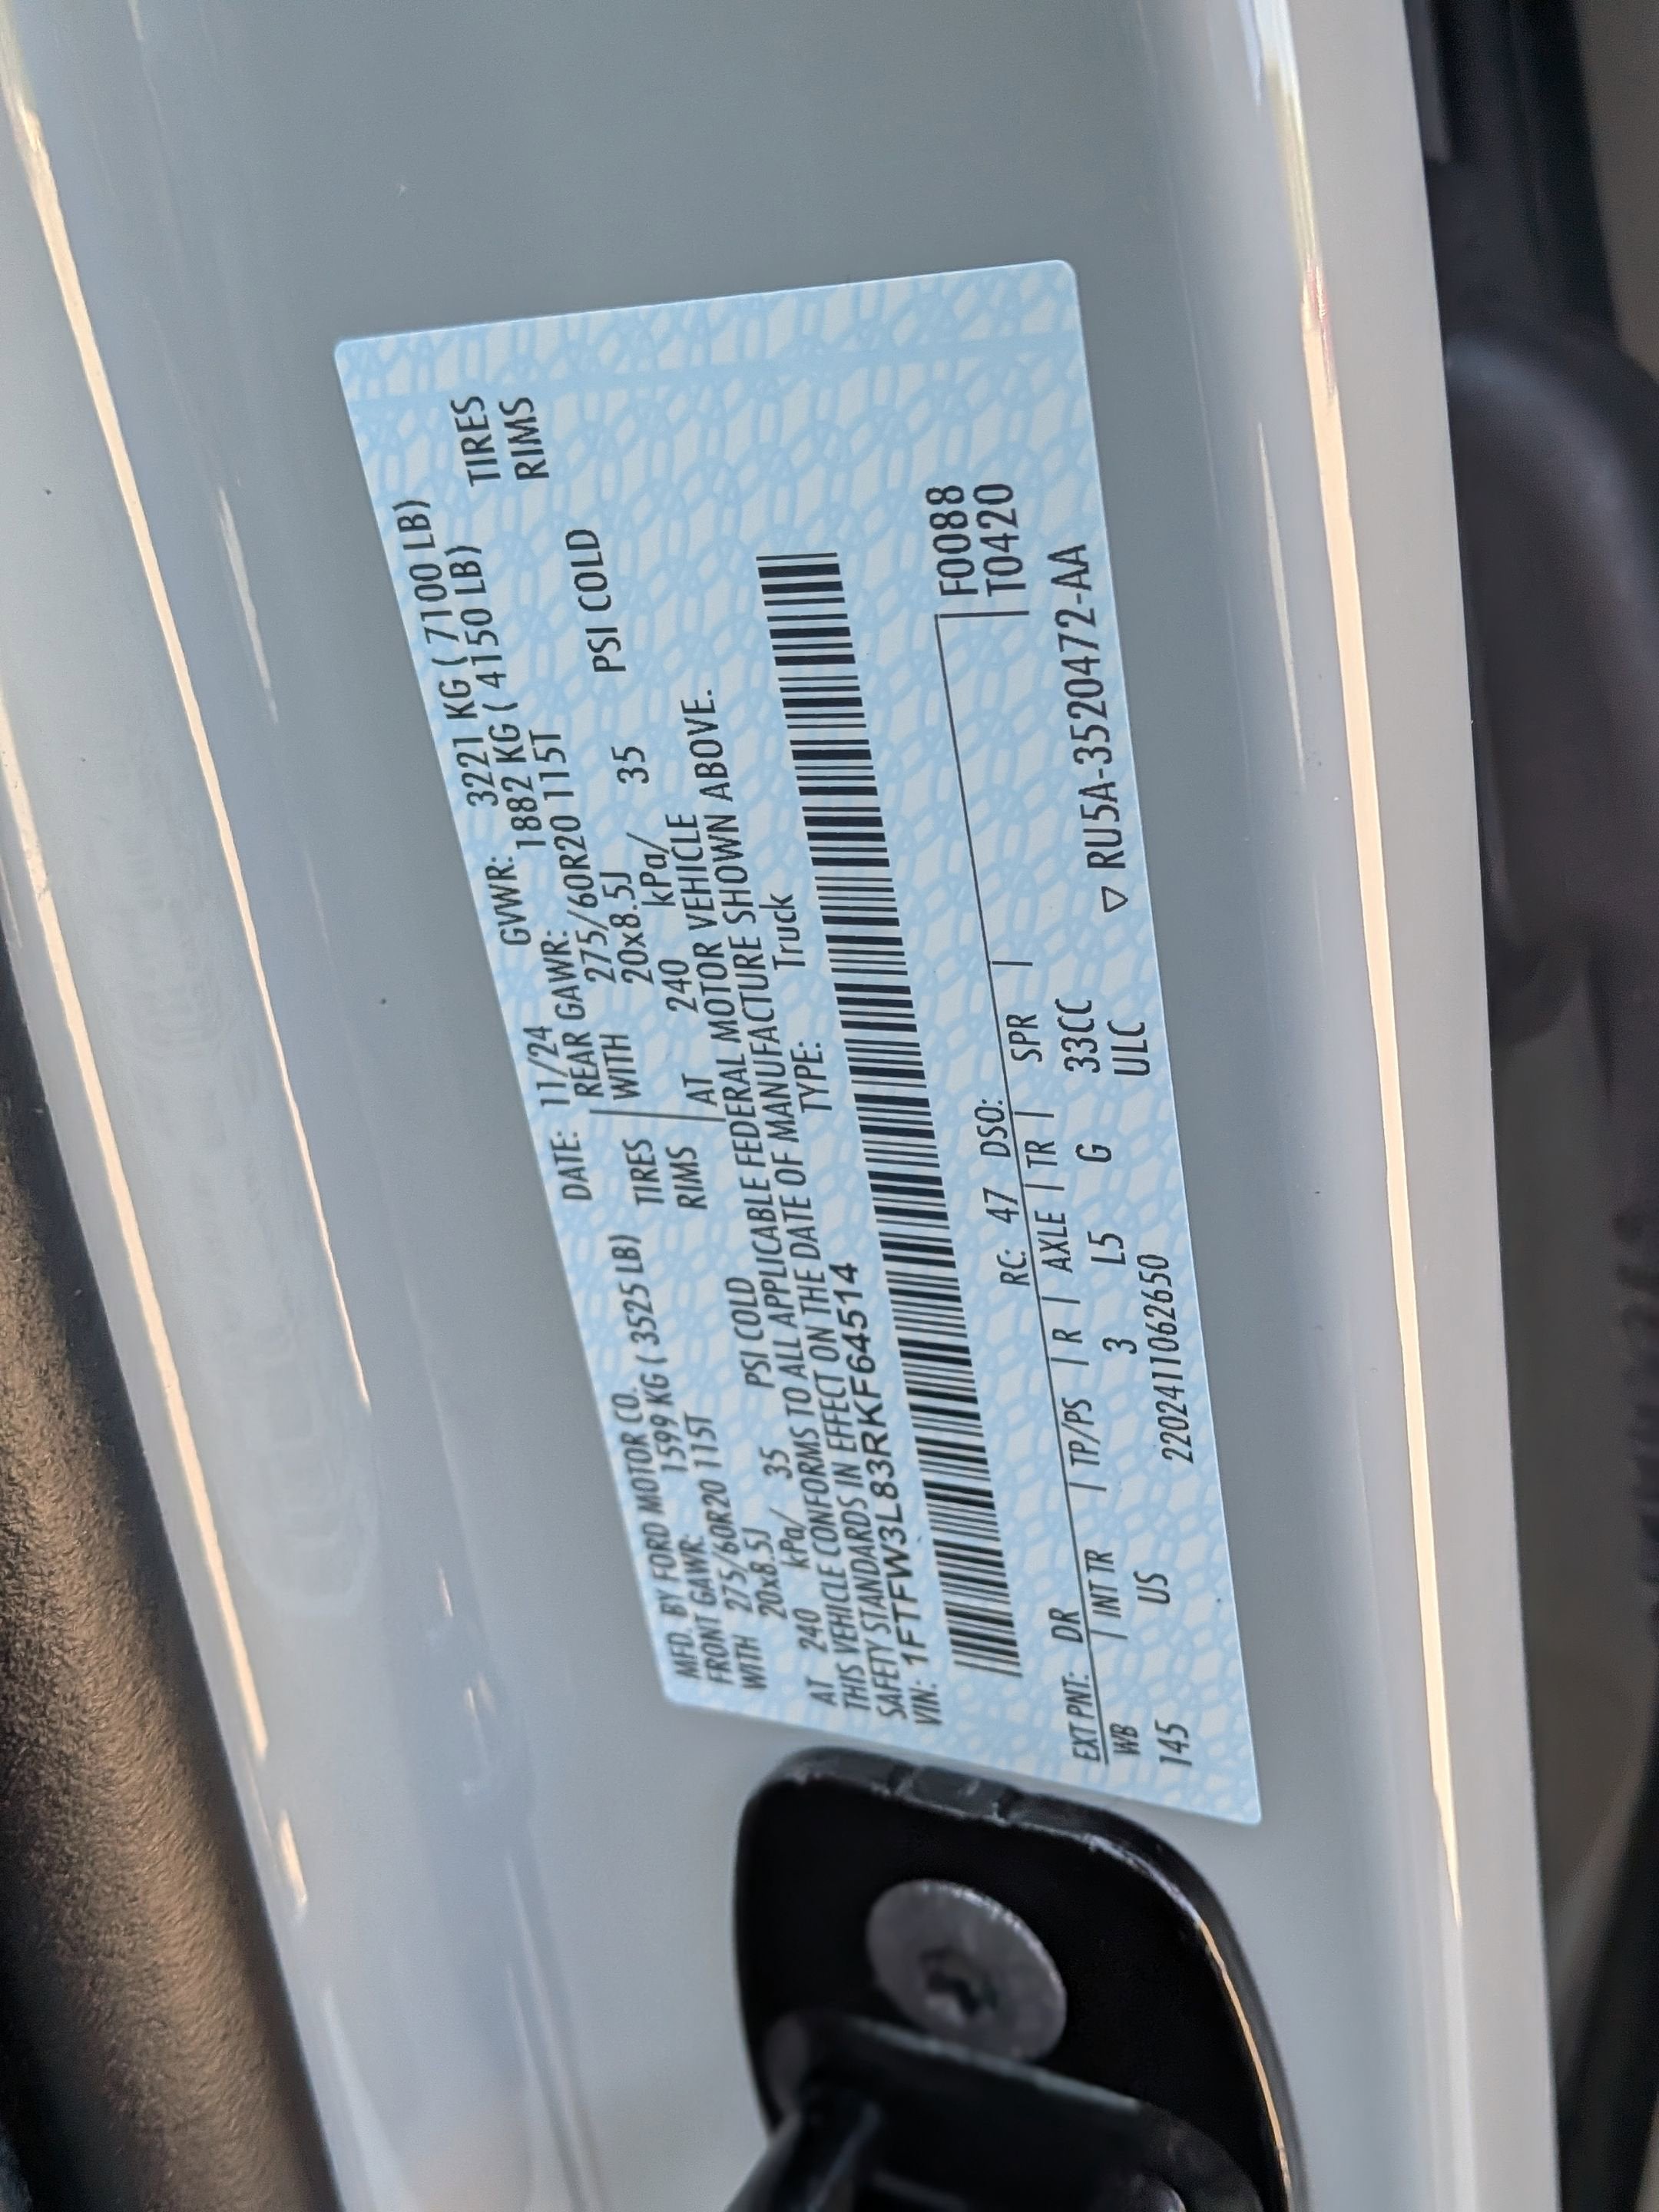 MFD. BY FORD MOTOR CO. DATE: 11/24 GVWR: 3221 KG ( 7100 LB)
FRONT GAWR: 1599 KG ( 3525 LB) REAR GAWR: 1882 KG ( 4150 LB)
WITH 275/60R20 115T TIRES WITH 275/60R20 115T TIRES
20x8.5J RIMS 20x8.5J RIMS
AT 240 kPa/ 35 PSI COLD AT 240 kPa/ 35 PSI COLD
THIS VEHICLE CONFORMS TO ALL APPLICABLE FEDERAL MOTOR VEHICLE
SAFETY STANDARDS IN EFFECT ON THE DATE OF MANUFACTURE SHOWN ABOVE.
VIN: 1FTFW3L83RKF64514 TYPE: Truck
F0088
T0420
EXT PNT: DR RC: 47 DSO:
WB INT TR TP/PS R AXLE TR SPR
145 US 3 L5 G 33CC
ULC
2202411062650 ▽ RU5A-3520472-AA